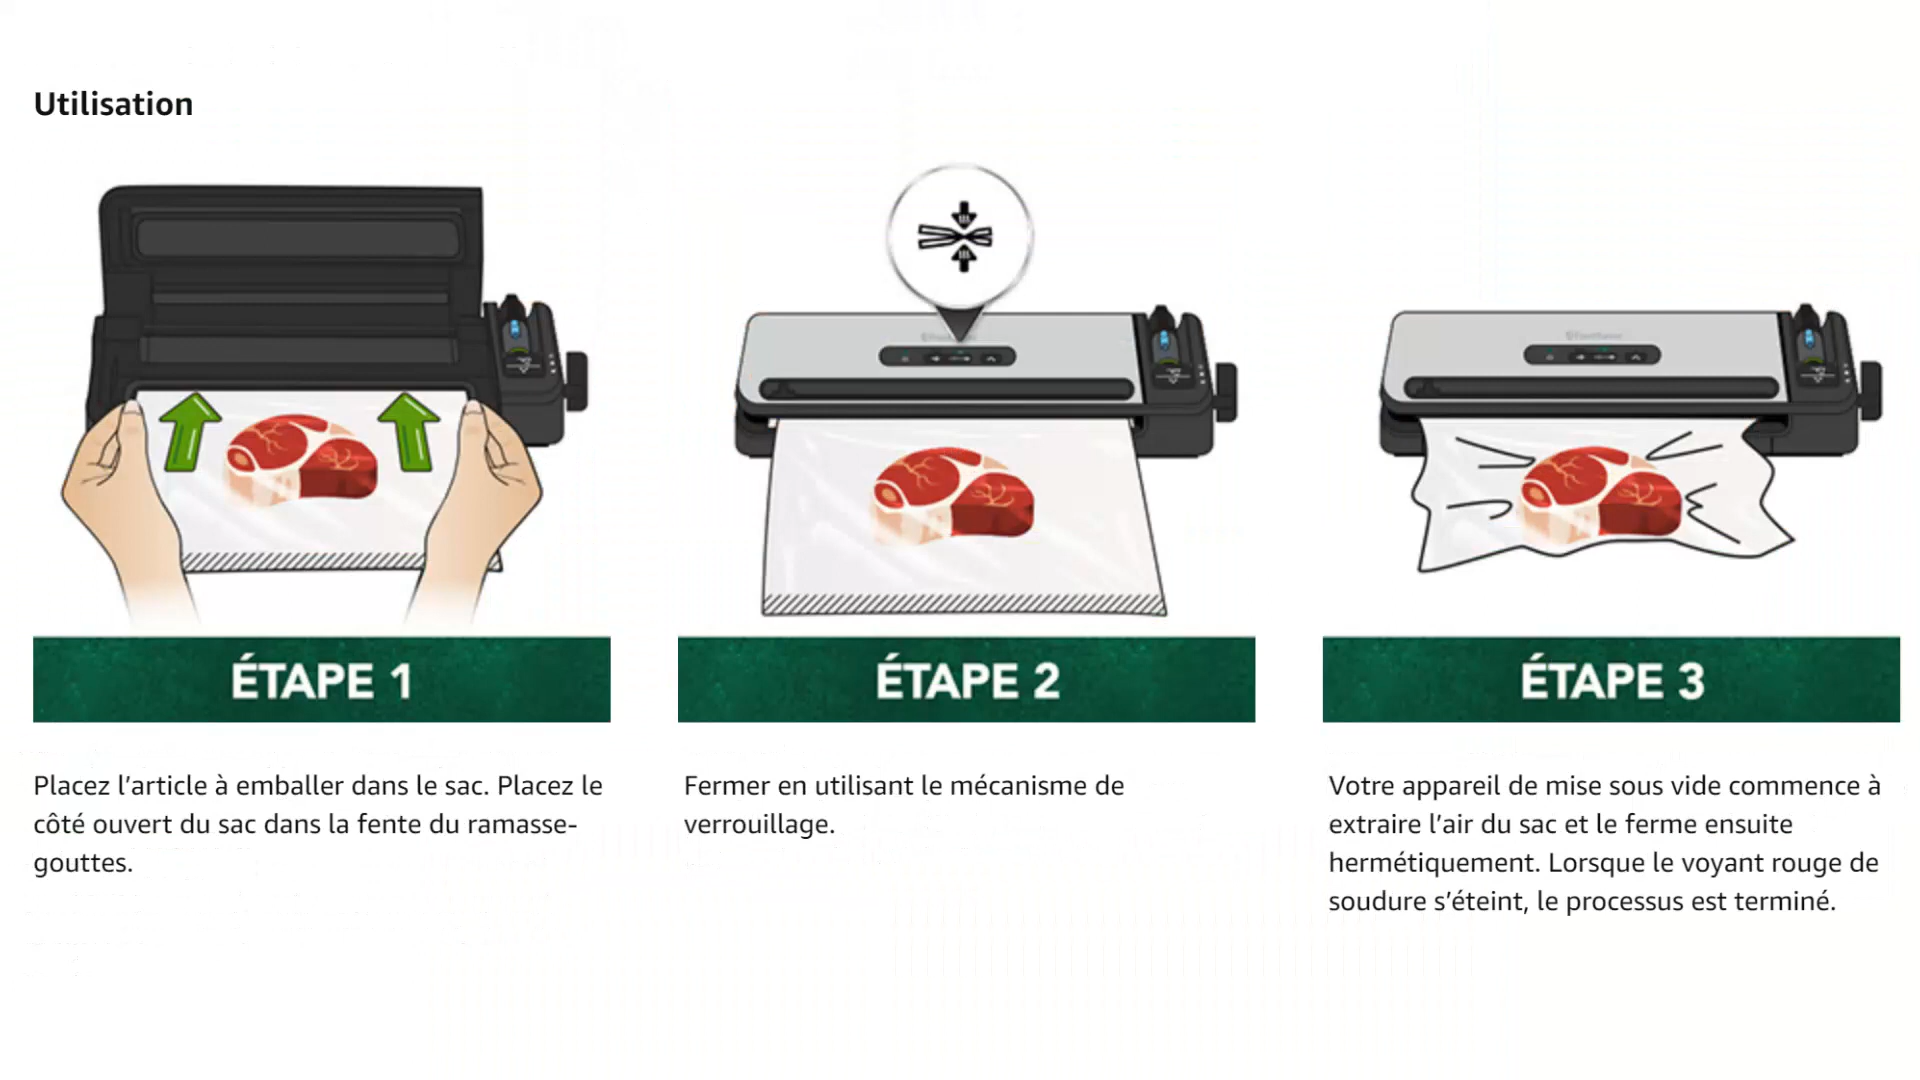 Utilisation
ÉTAPE 1
Placez l’article à emballer dans le sac. Placez le
côté ouvert du sac dans la fente du ramasse-
gouttes.
ÉTAPE 2
Fermer en utilisant le mécanisme de
verrouillage.
ÉTAPE 3
Votre appareil de mise sous vide commence à
extraire l’air du sac et le ferme ensuite
hermétiquement. Lorsque le voyant rouge de
soudure s’éteint, le processus est terminé.